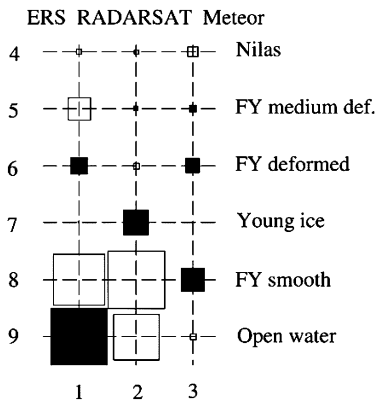 ERS RADARSAT Meteor
4 Nilas
5 FY medium def.
6 FY deformed
7 Young ice
8 FY smooth
9 Open water
1 2 3